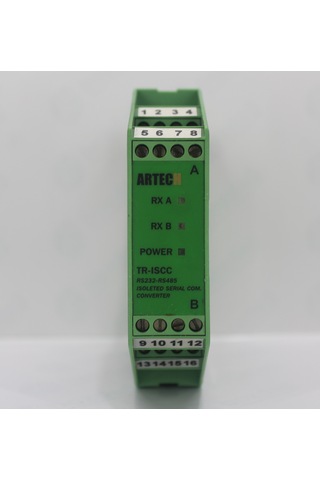 1 2 3 4
5 6 7 8
A
ARTECH
RX A
RX B
POWER
TR-ISCC
RS232-RS485
ISOLETED SERIAL COM.
CONVERTER
B
9 10 11 12
13 14 15 16